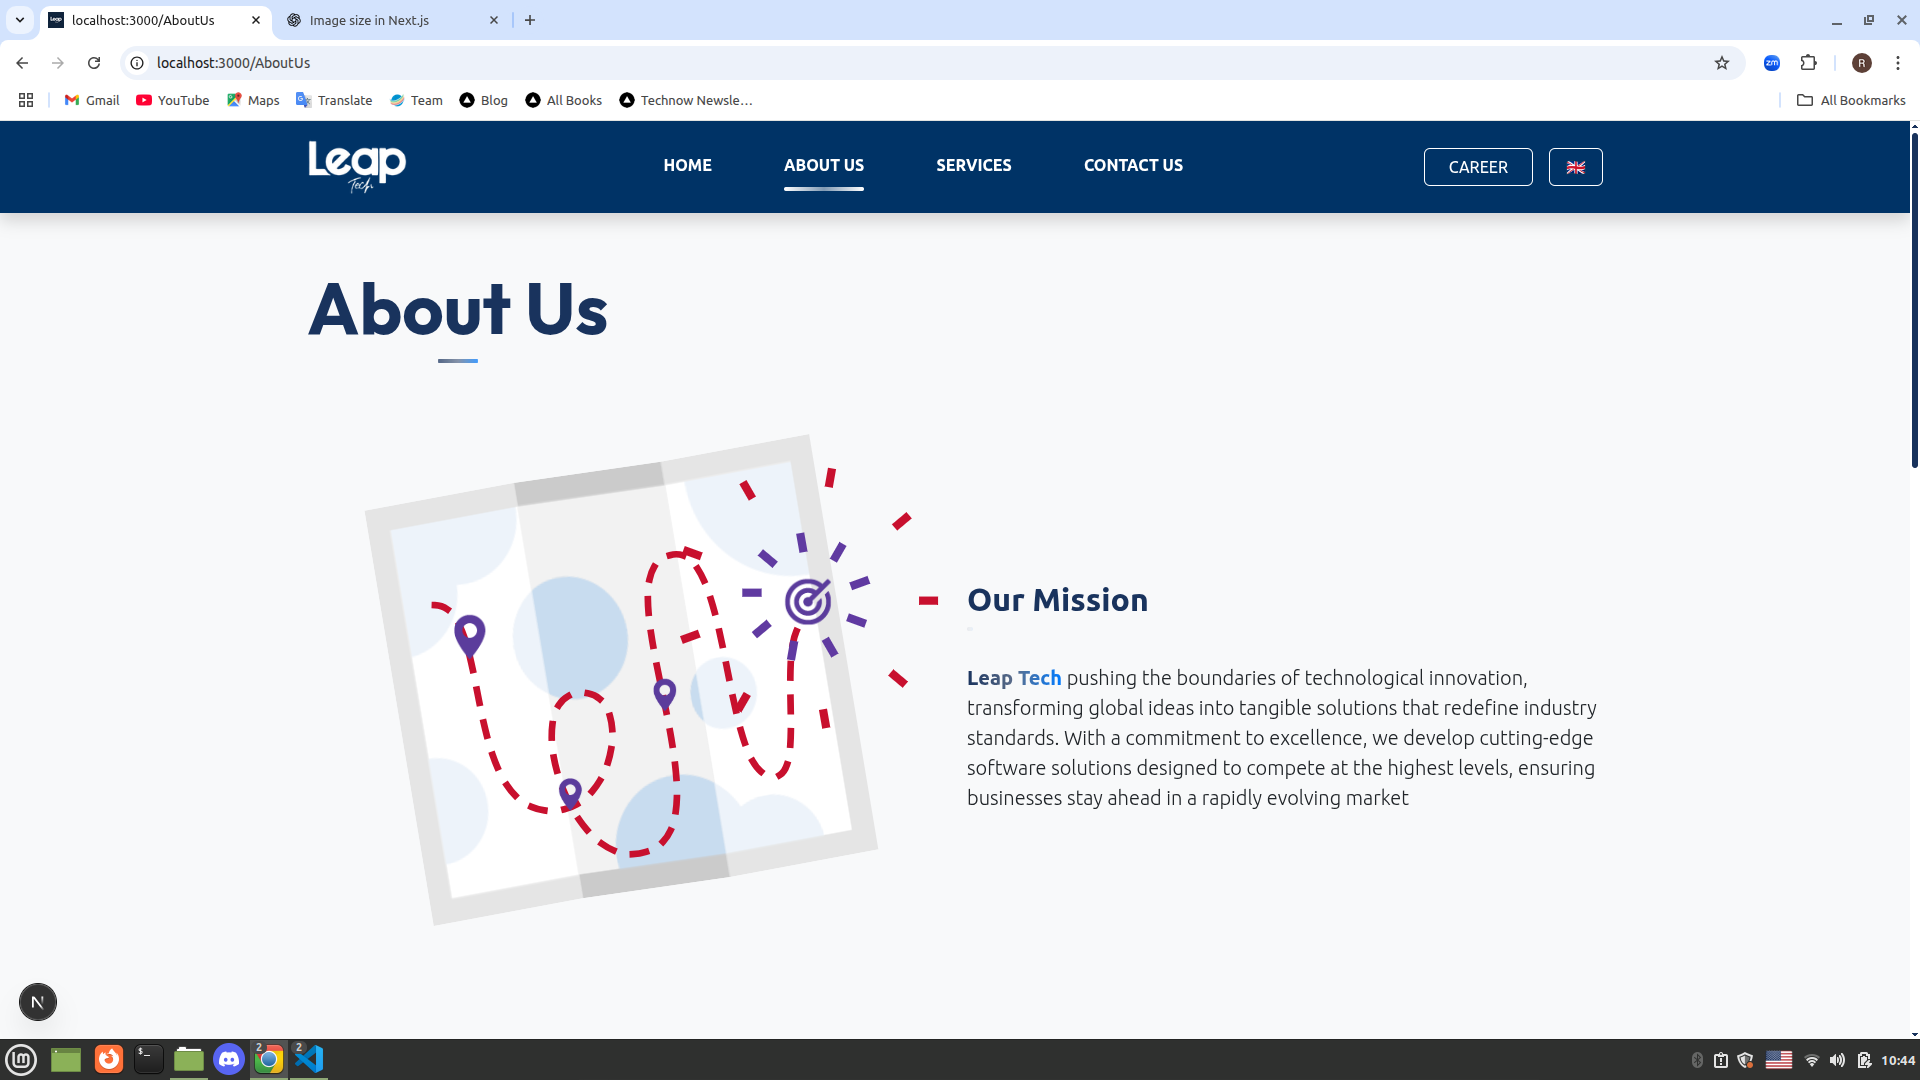 localhost:3000/AboutUs
Image size in Next.js
localhost:3000/AboutUs
zm
R
Gmail
YouTube
Maps
Translate
Team
Blog
All Books
Technow Newsle...
All Bookmarks
Leap
Tech
HOME
ABOUT US
SERVICES
CONTACT US
CAREER
About Us
Our Mission
Leap Tech pushing the boundaries of technological innovation,
transforming global ideas into tangible solutions that redefine industry
standards. With a commitment to excellence, we develop cutting-edge
software solutions designed to compete at the highest levels, ensuring
businesses stay ahead in a rapidly evolving market
N
2
2
10:44